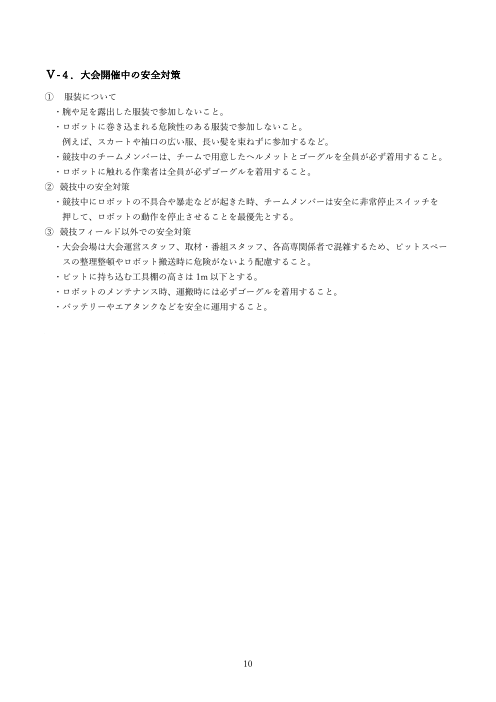 Ⅴ-４．大会開催中の安全対策
① 服装について
・腕や足を露出した服装で参加しないこと。
・ロボットに巻き込まれる危険性のある服装で参加しないこと。
例えば、スカートや袖口の広い服、長い髪を束ねずに参加するなど。
・競技中のチームメンバーは、チームで用意したヘルメットとゴーグルを全員が必ず着用すること。
・ロボットに触れる作業者は全員が必ずゴーグルを着用すること。
② 競技中の安全対策
・競技中にロボットの不具合や暴走などが起きた時、チームメンバーは安全に非常停止スイッチを
押して、ロボットの動作を停止させることを最優先とする。
③ 競技フィールド以外での安全対策
・大会会場は大会運営スタッフ、取材・番組スタッフ、各高専関係者で混雑するため、ピットスペー
スの整理整頓やロボット搬送時に危険がないよう配慮すること。
・ピットに持ち込む工具棚の高さは 1m 以下とする。
・ロボットのメンテナンス時、運搬時には必ずゴーグルを着用すること。
・バッテリーやエアタンクなどを安全に運用すること。
10